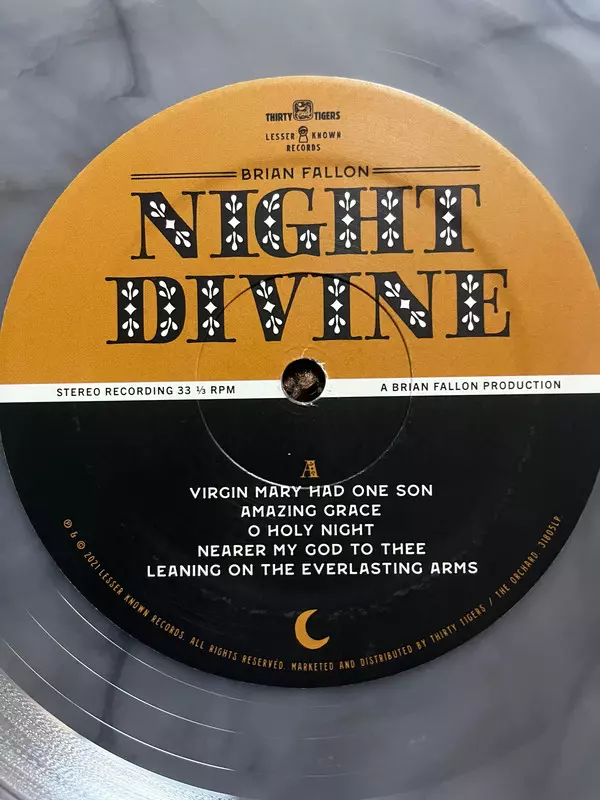 THIRTY TIGERS
LESSER KNOWN
RECORDS
BRIAN FALLON
NIGHT
DIVINE
STEREO RECORDING 33 ⅓ RPM
A BRIAN FALLON PRODUCTION
A
VIRGIN MARY HAD ONE SON
AMAZING GRACE
O HOLY NIGHT
NEARER MY GOD TO THEE
LEANING ON THE EVERLASTING ARMS
℗ & © 2021 LESSER KNOWN RECORDS. ALL RIGHTS RESERVED. MARKETED AND DISTRIBUTED BY THIRTY TIGERS / THE ORCHARD. 31805LP.